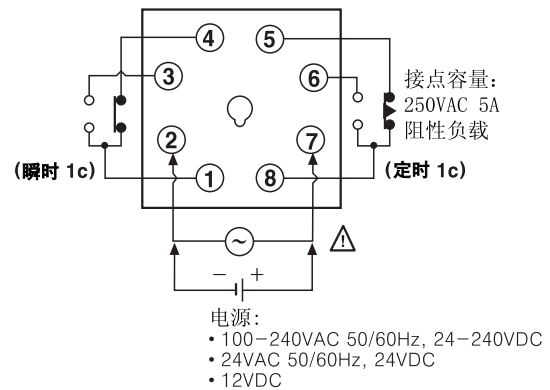 4
5
3
6
接点容量:
250VAC 5A
阻性负载
2
7
(瞬时 1c)
1
8
(定时 1c)
~
!
− +
电源:
• 100−240VAC 50/60Hz, 24−240VDC
• 24VAC 50/60Hz, 24VDC
• 12VDC